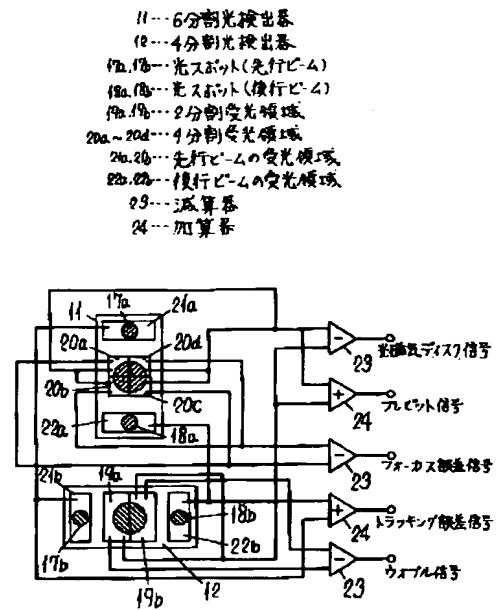 11…6分割光検出器
12…4分割光検出器
17a,17b…光スポット(先行ビーム)
18a,18b…光スポット(後行ビーム)
19a,19b…2分割受光領域
20a~20d…4分割受光領域
21a,21b…先行ビームの受光領域
22a,22b…後行ビームの受光領域
23…減算器
24…加算器
17a
11
21a
20a
20d
光磁気ディスク信号
23
20b
20c
プレピット信号
24
22a
18a
フォーカス誤差信号
23
21b
19a
18b
トラッキング誤差信号
24
17b
22b
19b
12
ウォブル信号
23